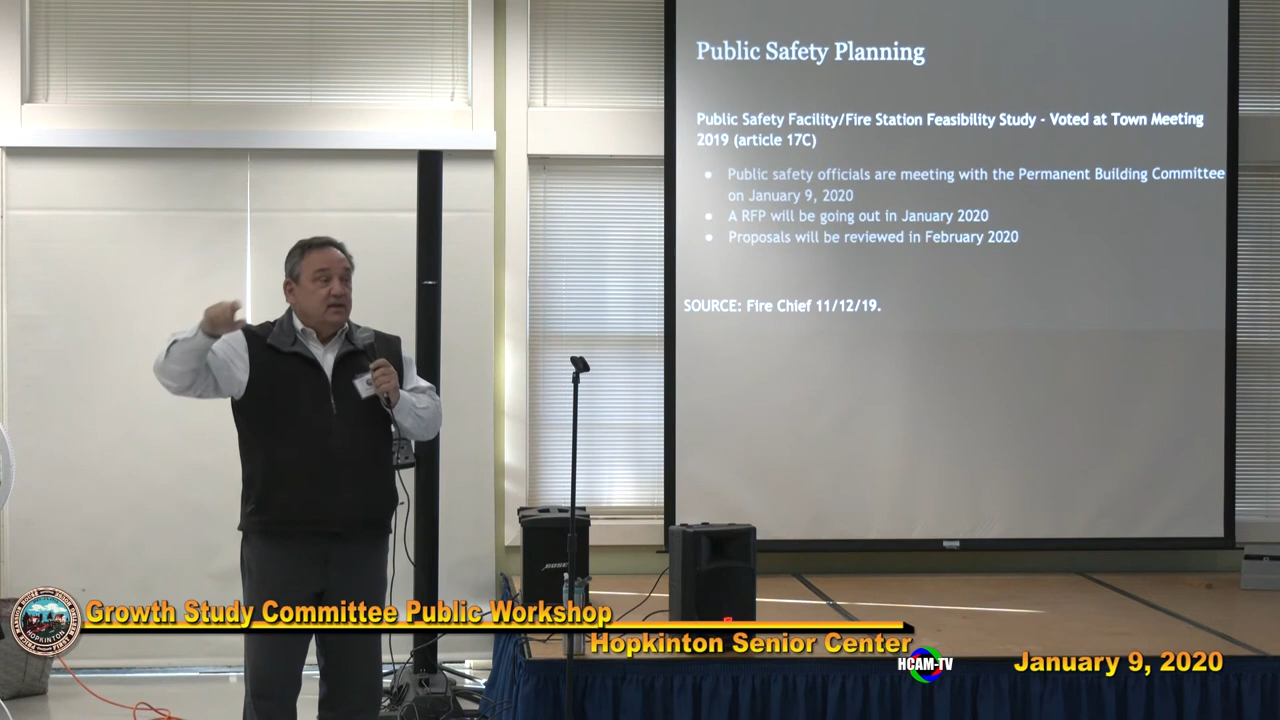 Public Safety Planning
Public Safety Facility/Fire Station Feasibility Study - Voted at Town Meeting
2019 (article 17C)
● Public safety officials are meeting with the Permanent Building Committee
on January 9, 2020
● A RFP will be going out in January 2020
● Proposals will be reviewed in February 2020
SOURCE: Fire Chief 11/12/19.
BOSE
Growth Study Committee Public Workshop
HOPKINTON
Hopkinton Senior Center
HCAM-TV
January 9, 2020